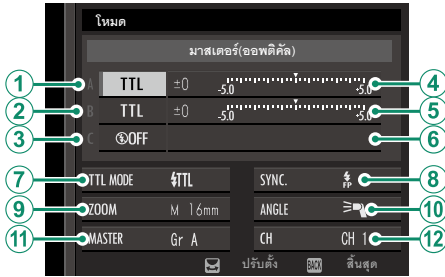 โหมด
มาสเตอร์(ออพติคัล)
1 A TTL ±0 -5.0 +5.0 4
2 B TTL ±0 -5.0 +5.0 5
3 C OFF 6
7 TTL MODE TTL SYNC. FP 8
9 ZOOM M 16mm ANGLE 10
11 MASTER Gr A CH CH 1 12
ปรับตั้ง BACK สิ้นสุด